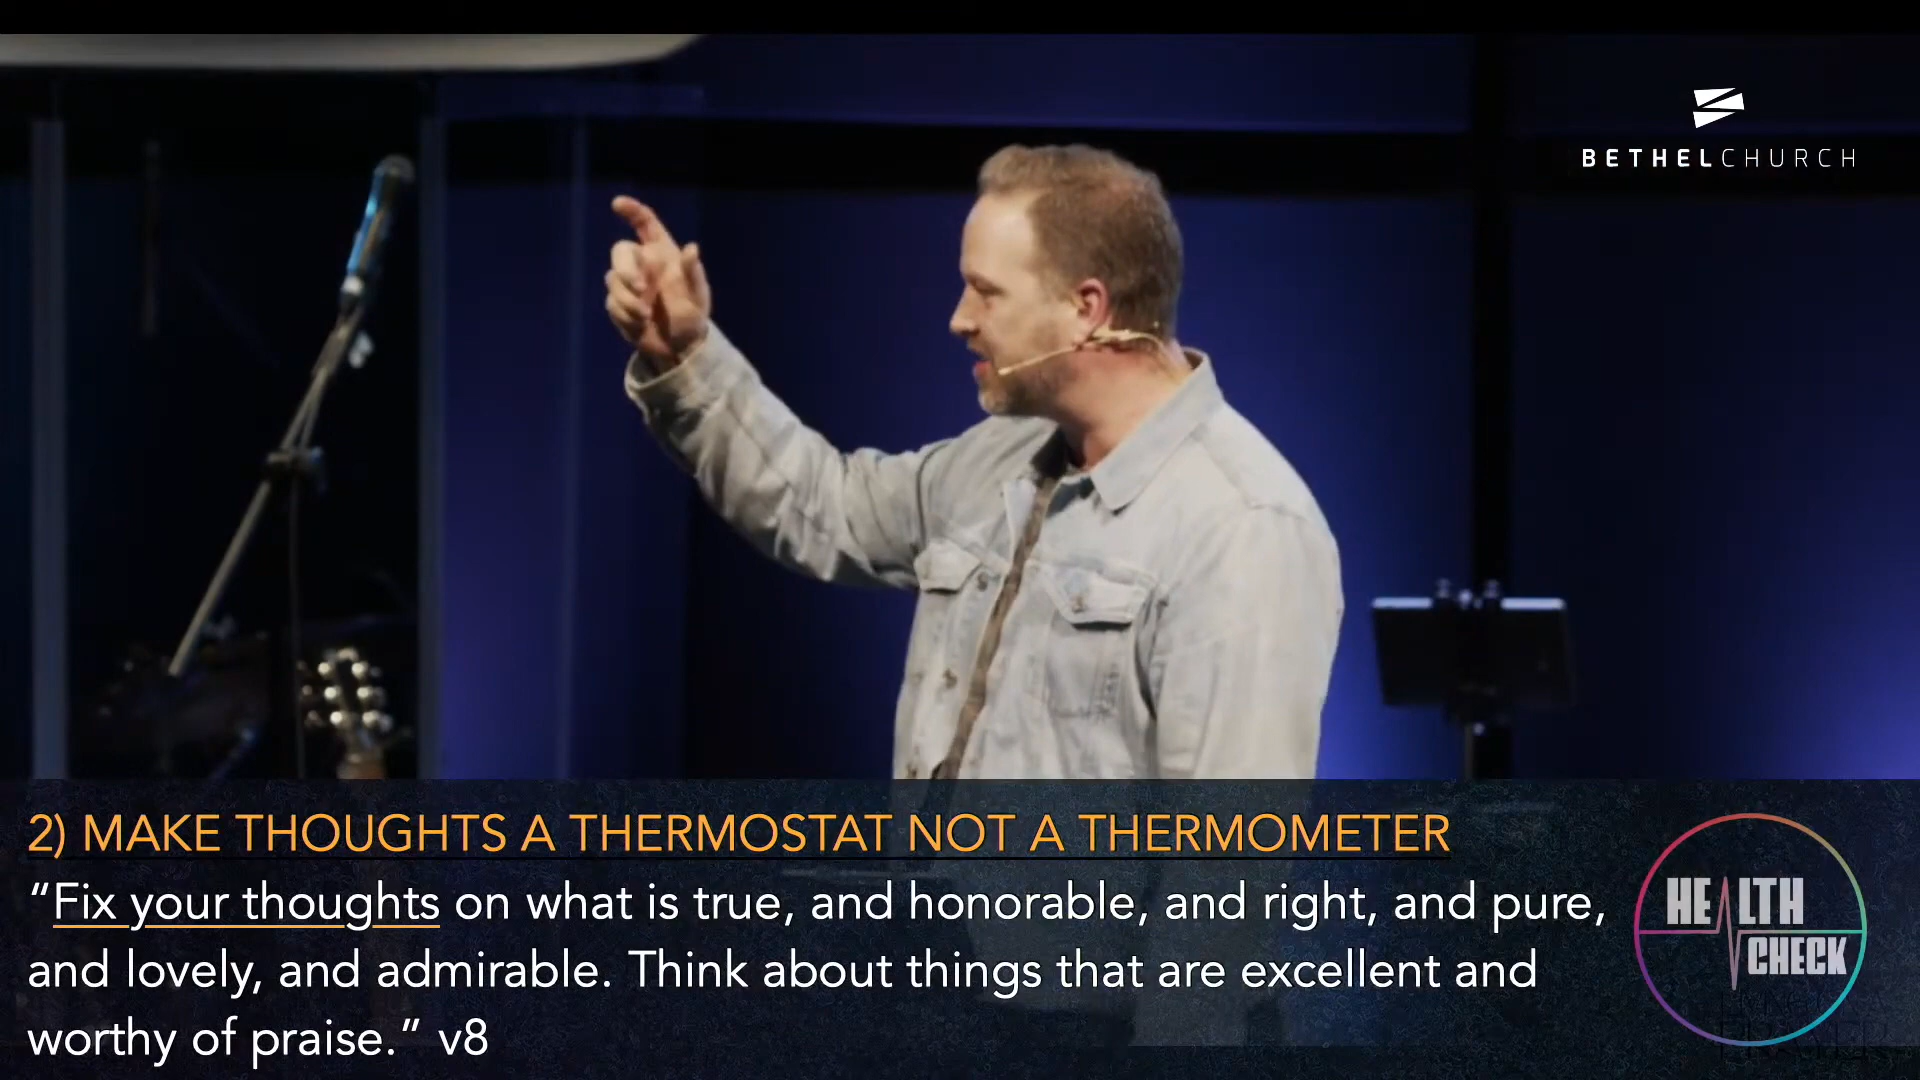 BETHELCHURCH
2) MAKE THOUGHTS A THERMOSTAT NOT A THERMOMETER
“Fix your thoughts on what is true, and honorable, and right, and pure,
and lovely, and admirable. Think about things that are excellent and
worthy of praise.” v8
HEALTH
CHECK